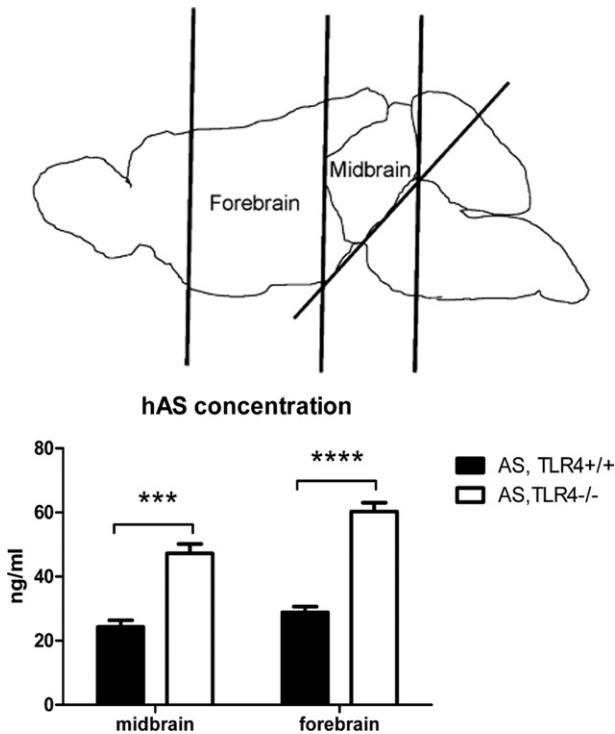 Forebrain
Midbrain
hAS concentration
80
60
40
20
0
ng/ml
***
****
AS, TLR4+/+
AS,TLR4-/-
midbrain
forebrain